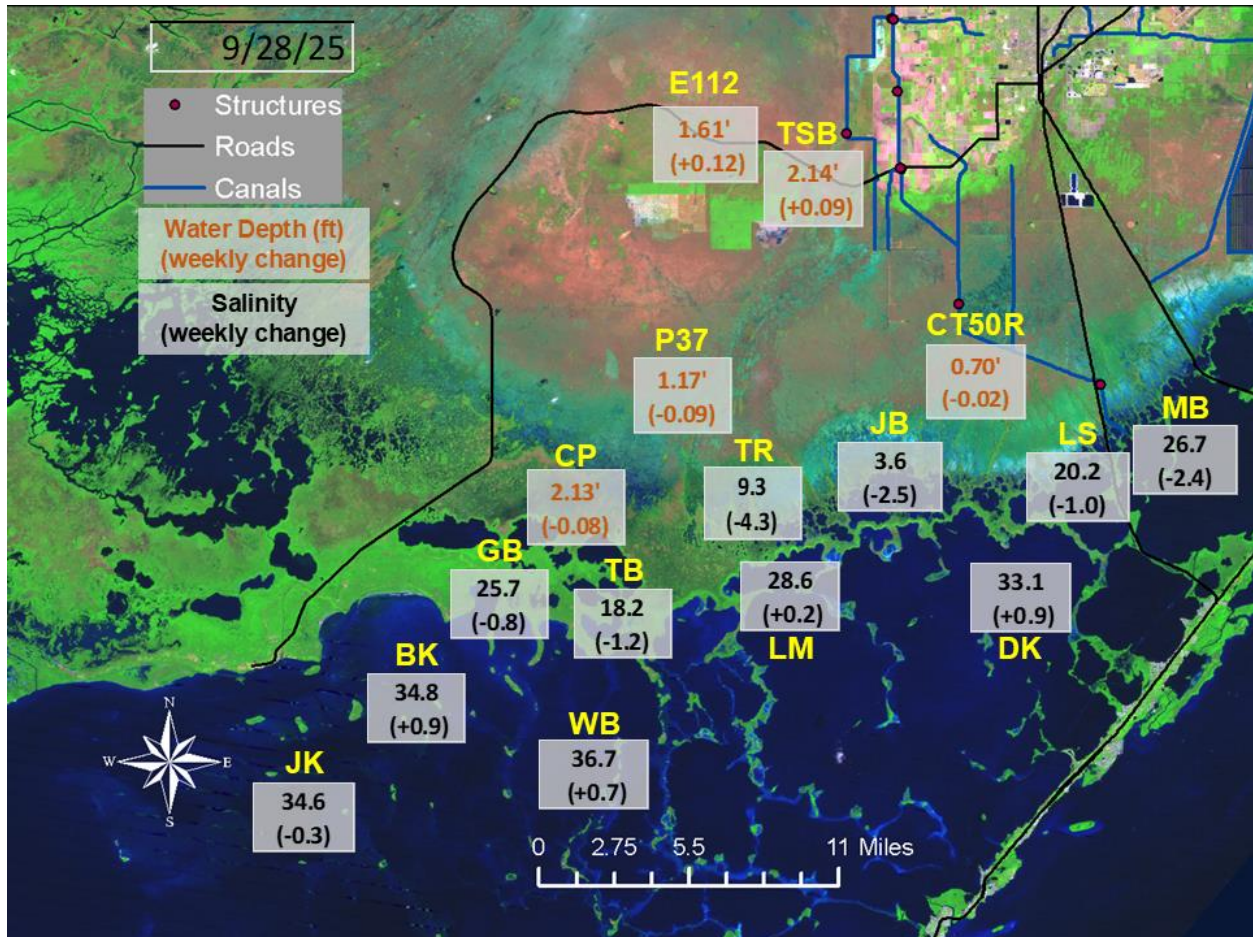 9/28/25
Structures
Roads
Canals
Water Depth (ft)
(weekly change)
Salinity
(weekly change)
E112
1.61'
(+0.12)
TSB
2.14'
(+0.09)
P37
1.17'
(-0.09)
CT50R
0.70'
(-0.02)
CP
2.13'
(-0.08)
TR
9.3
(-4.3)
JB
3.6
(-2.5)
LS
20.2
(-1.0)
MB
26.7
(-2.4)
GB
25.7
(-0.8)
TB
18.2
(-1.2)
28.6
(+0.2)
LM
33.1
(+0.9)
DK
BK
34.8
(+0.9)
WB
36.7
(+0.7)
JK
34.6
(-0.3)
N
W E
S
0 2.75 5.5 11 Miles